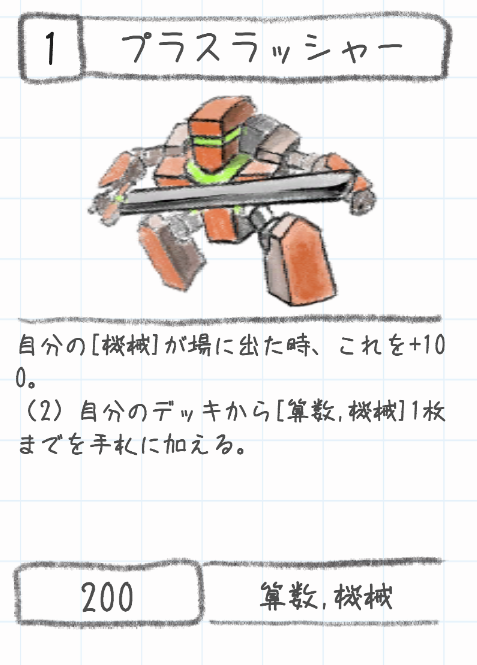 1
プラスラッシャー
自分の[機械]が場に出た時、これを+10
0。
（2）自分のデッキから[算数,機械]1枚
までを手札に加える。
200
算数,機械